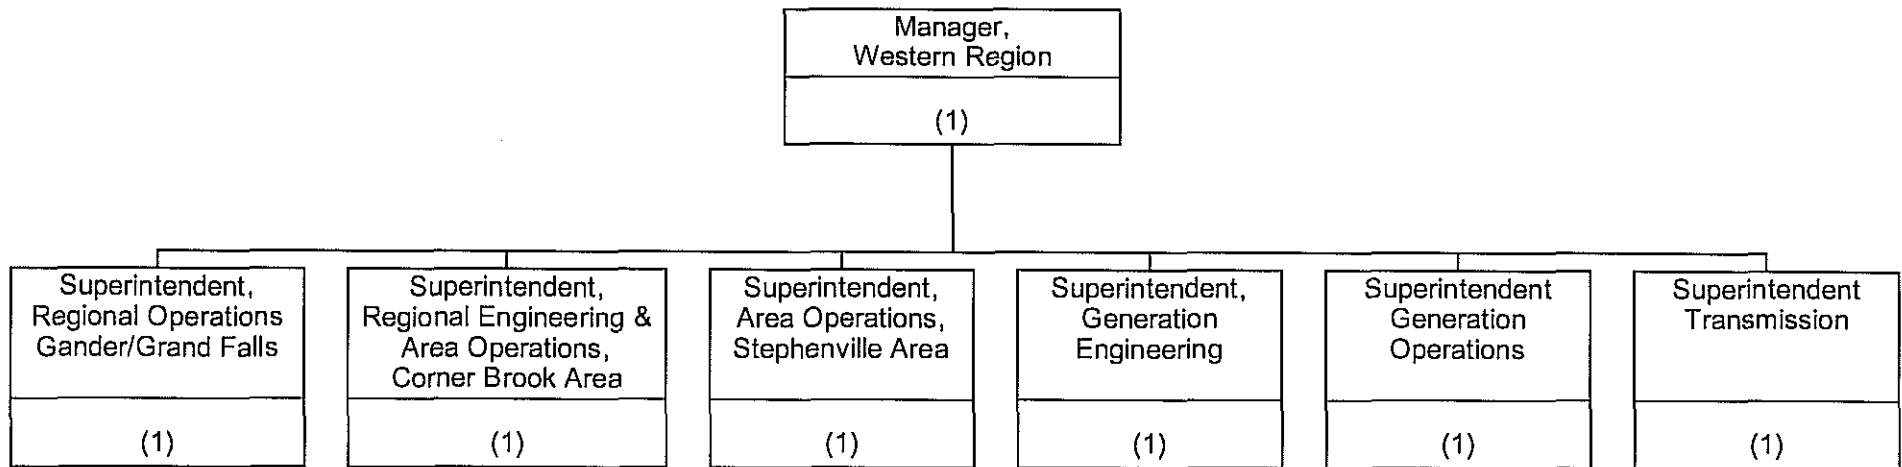 Manager,
Western Region
(1)
Superintendent,
Regional Operations
Gander/Grand Falls
(1)
Superintendent,
Regional Engineering &
Area Operations,
Corner Brook Area
(1)
Superintendent,
Area Operations,
Stephenville Area
(1)
Superintendent,
Generation
Engineering
(1)
Superintendent
Generation
Operations
(1)
Superintendent
Transmission
(1)